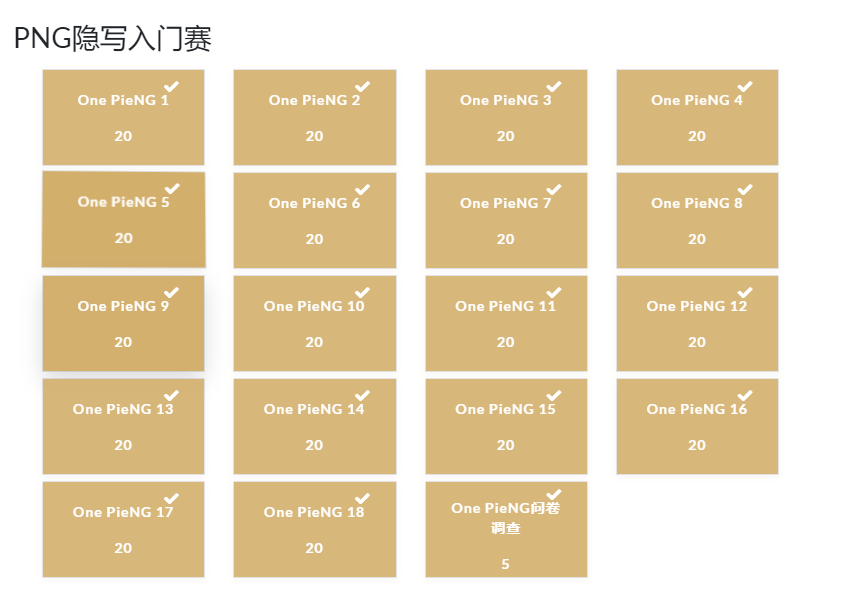 PNG隐写入门赛
One PieNG 1
20
One PieNG 2
20
One PieNG 3
20
One PieNG 4
20
One PieNG 5
20
One PieNG 6
20
One PieNG 7
20
One PieNG 8
20
One PieNG 9
20
One PieNG 10
20
One PieNG 11
20
One PieNG 12
20
One PieNG 13
20
One PieNG 14
20
One PieNG 15
20
One PieNG 16
20
One PieNG 17
20
One PieNG 18
20
One PieNG问卷
调查
5